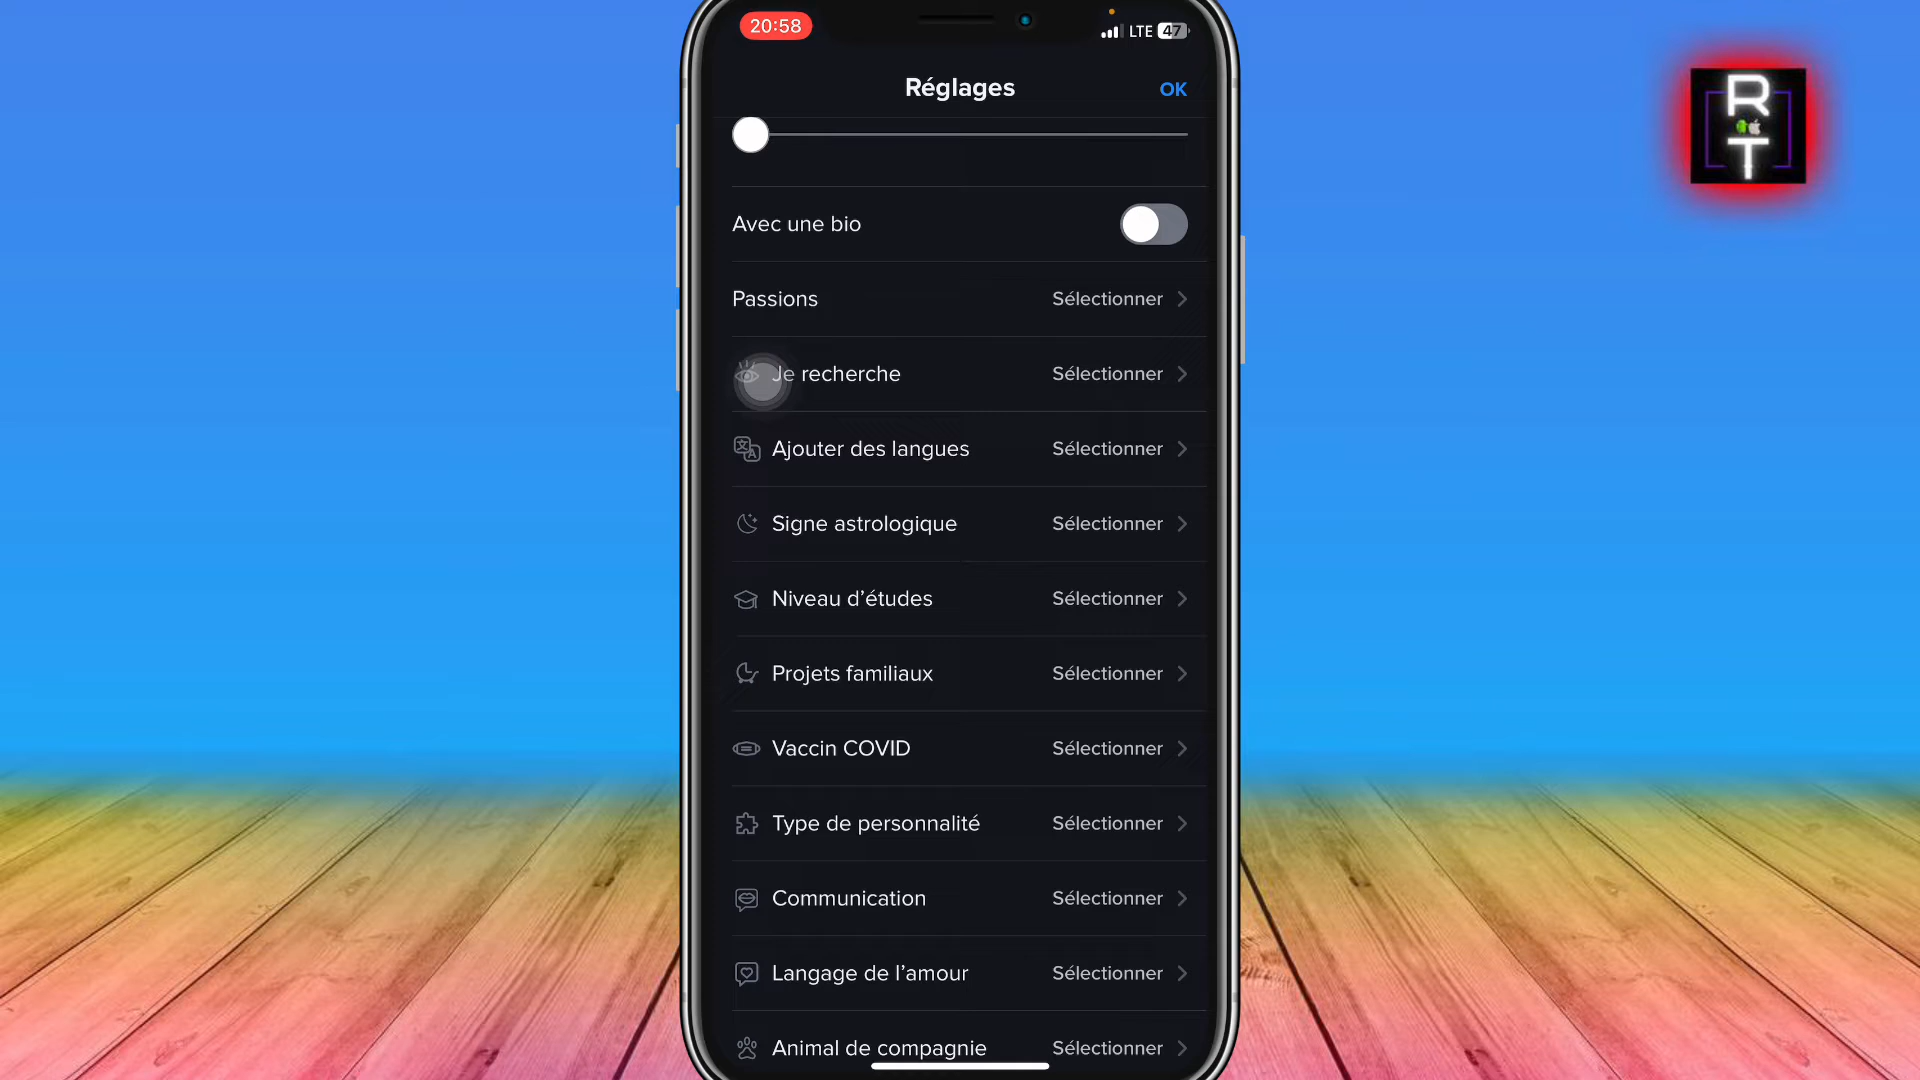 20:58
LTE 47
Réglages
OK
Avec une bio
Passions Sélectionner
Je recherche Sélectionner
Ajouter des langues Sélectionner
Signe astrologique Sélectionner
Niveau d’études Sélectionner
Projets familiaux Sélectionner
Vaccin COVID Sélectionner
Type de personnalité Sélectionner
Communication Sélectionner
Langage de l’amour Sélectionner
Animal de compagnie Sélectionner
R
T